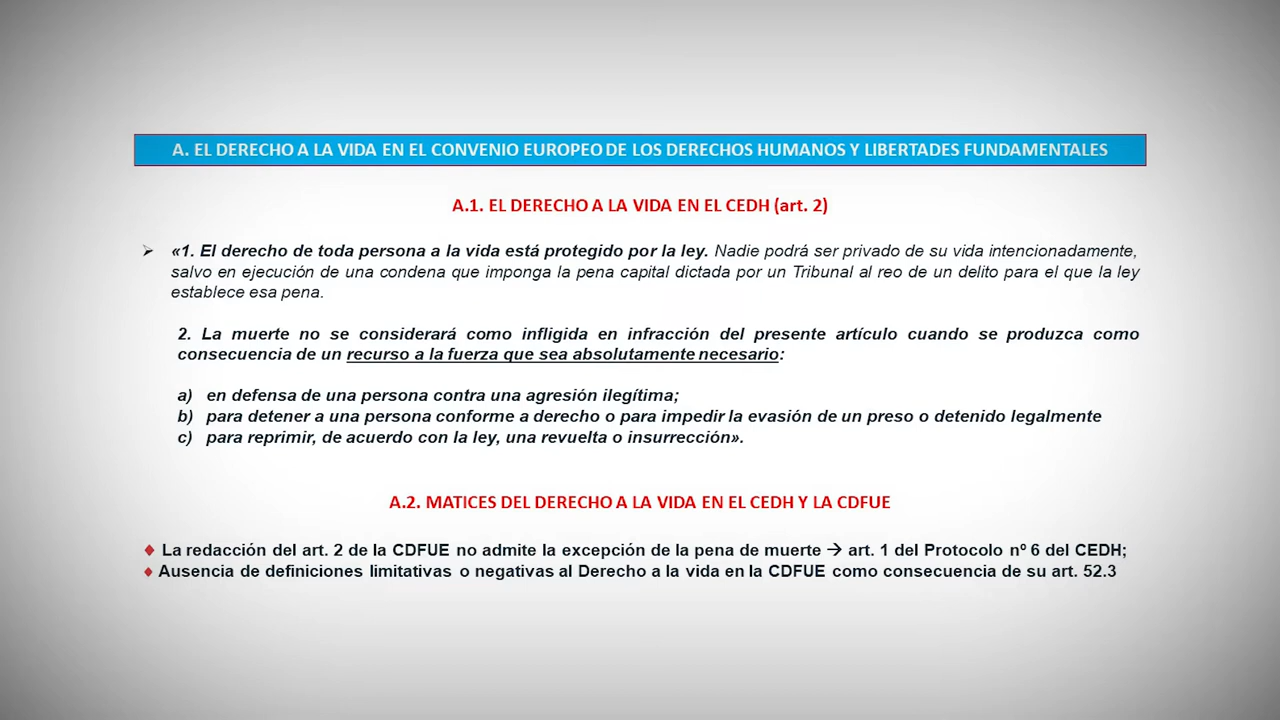 A. EL DERECHO A LA VIDA EN EL CONVENIO EUROPEO DE LOS DERECHOS HUMANOS Y LIBERTADES FUNDAMENTALES
A.1. EL DERECHO A LA VIDA EN EL CEDH (art. 2)
➢ «1. El derecho de toda persona a la vida está protegido por la ley. Nadie podrá ser privado de su vida intencionadamente,
salvo en ejecución de una condena que imponga la pena capital dictada por un Tribunal al reo de un delito para el que la ley
establece esa pena.
2. La muerte no se considerará como infligida en infracción del presente artículo cuando se produzca como
consecuencia de un recurso a la fuerza que sea absolutamente necesario:
a) en defensa de una persona contra una agresión ilegítima;
b) para detener a una persona conforme a derecho o para impedir la evasión de un preso o detenido legalmente
c) para reprimir, de acuerdo con la ley, una revuelta o insurrección».
A.2. MATICES DEL DERECHO A LA VIDA EN EL CEDH Y LA CDFUE
♦ La redacción del art. 2 de la CDFUE no admite la excepción de la pena de muerte → art. 1 del Protocolo nº 6 del CEDH;
♦ Ausencia de definiciones limitativas o negativas al Derecho a la vida en la CDFUE como consecuencia de su art. 52.3